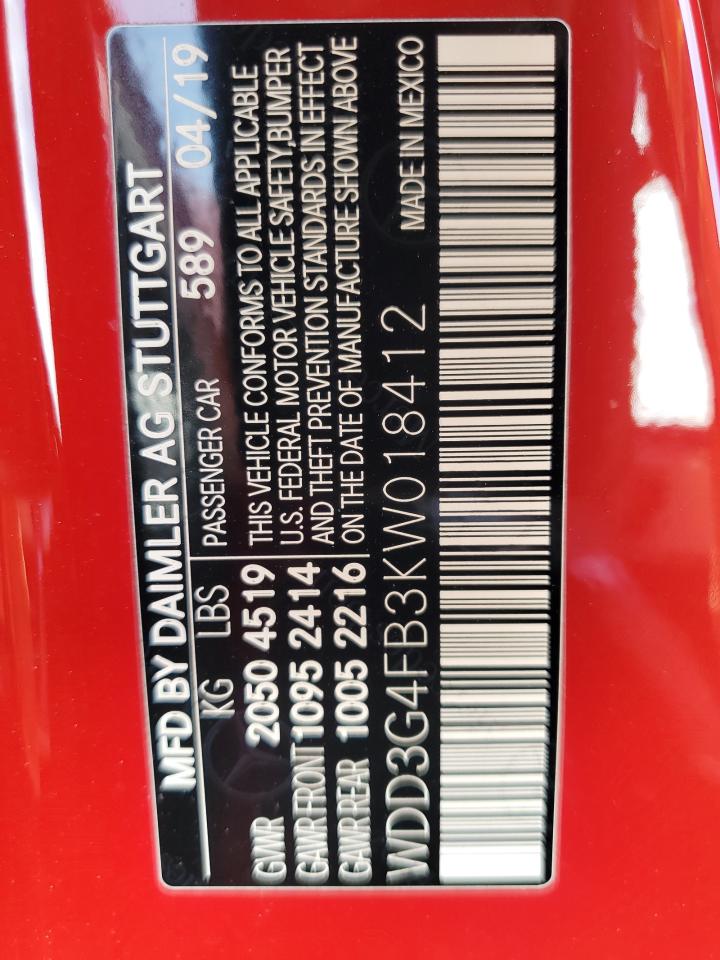 MFD BY DAIMLER AG STUTTGART
KG LBS PASSENGER CAR 589 04/19
GWR 2050 4519 THIS VEHICLE CONFORMS TO ALL APPLICABLE
GAWR FRONT 1095 2414 U.S. FEDERAL MOTOR VEHICLE SAFETY,BUMPER
GAWR REAR 1005 2216 AND THEFT PREVENTION STANDARDS IN EFFECT
ON THE DATE OF MANUFACTURE SHOWN ABOVE
WDD3G4FB3KW018412 MADE IN MEXICO